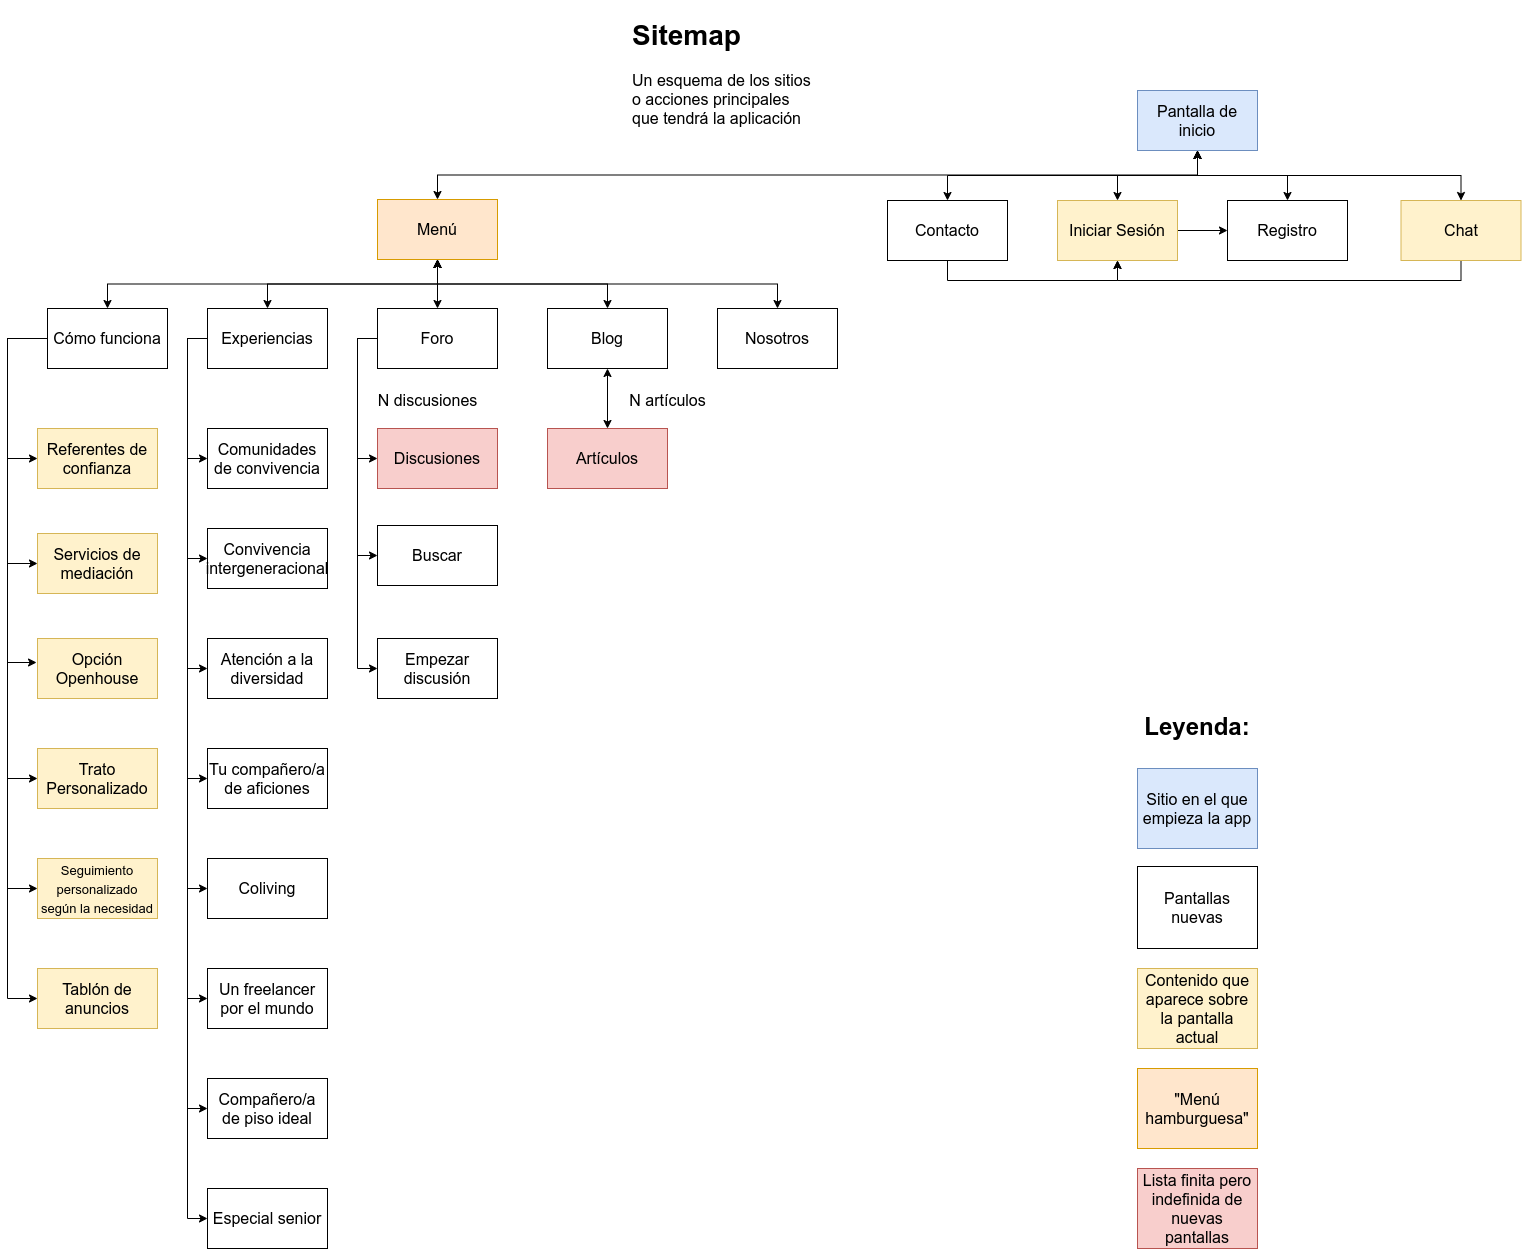 Sitemap
Un esquema de los sitios
o acciones principales
que tendrá la aplicación
Pantalla de
inicio
Menú
Contacto
Iniciar Sesión
Registro
Chat
Cómo funciona
Experiencias
Foro
Blog
Nosotros
N discusiones
N artículos
Referentes de
confianza
Comunidades
de convivencia
Discusiones
Artículos
Servicios de
mediación
Convivencia
intergeneracional
Buscar
Opción
Openhouse
Atención a la
diversidad
Empezar
discusión
Trato
Personalizado
Tu compañero/a
de aficiones
Seguimiento
personalizado
según la necesidad
Coliving
Tablón de
anuncios
Un freelancer
por el mundo
Compañero/a
de piso ideal
Especial senior
Leyenda:
Sitio en el que
empieza la app
Pantallas
nuevas
Contenido que
aparece sobre
la pantalla
actual
"Menú
hamburguesa"
Lista finita pero
indefinida de
nuevas
pantallas